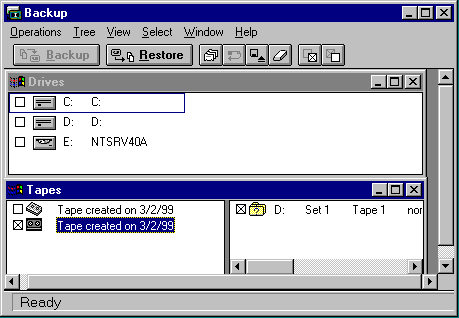 Backup
Operations Tree View Select Window Help
Backup Restore
Drives
C: C:
D: D:
E: NTSRV40A
Tapes
Tape created on 3/2/99
Tape created on 3/2/99
D: Set 1 Tape 1 nor
Ready